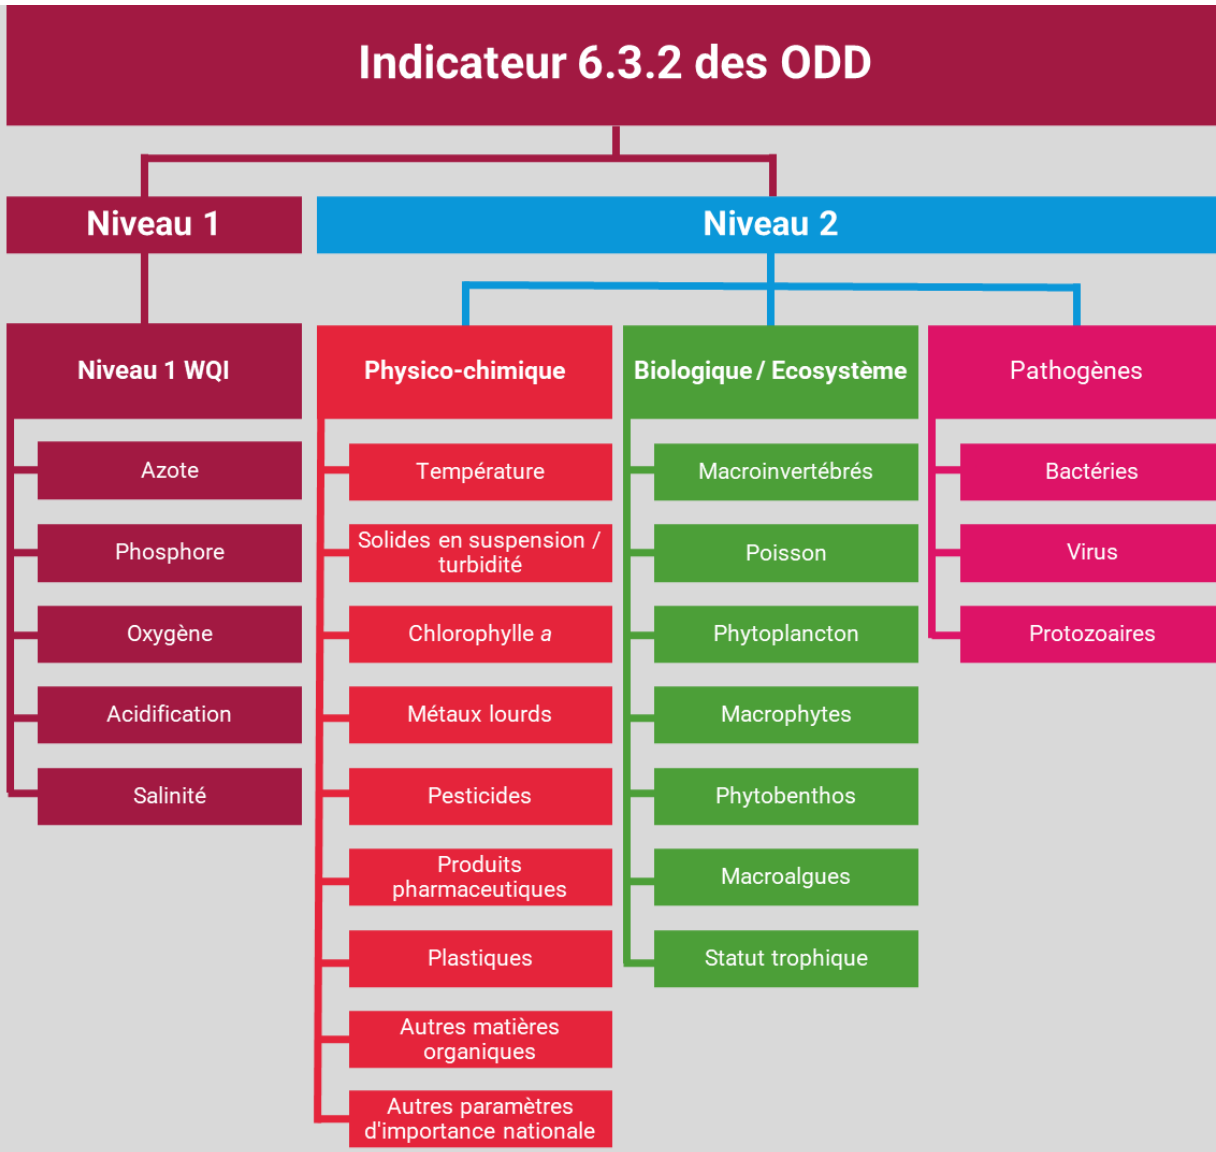 Indicateur 6.3.2 des ODD
Niveau 1
Niveau 2
Niveau 1 WQI
Azote
Phosphore
Oxygène
Acidification
Salinité
Physico-chimique
Température
Solides en suspension /
turbidité
Chlorophylle a
Métaux lourds
Pesticides
Produits
pharmaceutiques
Plastiques
Autres matières
organiques
Autres paramètres
d'importance nationale
Biologique / Ecosystème
Macroinvertébrés
Poisson
Phytoplancton
Macrophytes
Phytobenthos
Macroalgues
Statut trophique
Pathogènes
Bactéries
Virus
Protozoaires